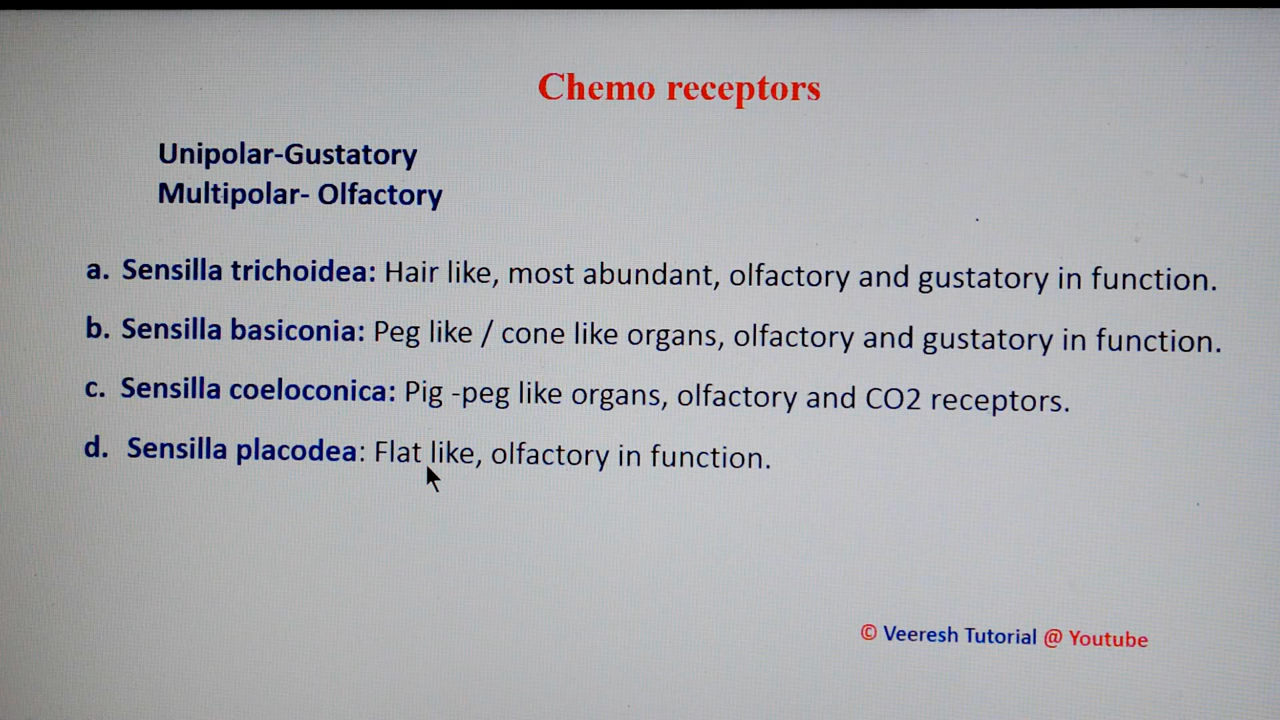 Chemo receptors
Unipolar-Gustatory
Multipolar- Olfactory
a. Sensilla trichoidea: Hair like, most abundant, olfactory and gustatory in function.
b. Sensilla basiconia: Peg like / cone like organs, olfactory and gustatory in function.
c. Sensilla coeloconica: Pig -peg like organs, olfactory and CO2 receptors.
d. Sensilla placodea: Flat like, olfactory in function.
© Veeresh Tutorial @ Youtube